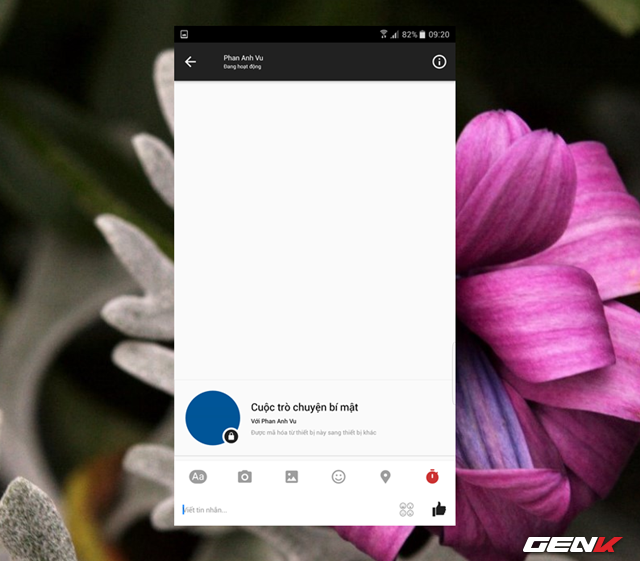 82% 09:20
Phan Anh Vu
Đang hoạt động
Cuộc trò chuyện bí mật
Với Phan Anh Vu
Được mã hóa từ thiết bị này sang thiết bị khác
Aa
Viết tin nhắn...
GENK